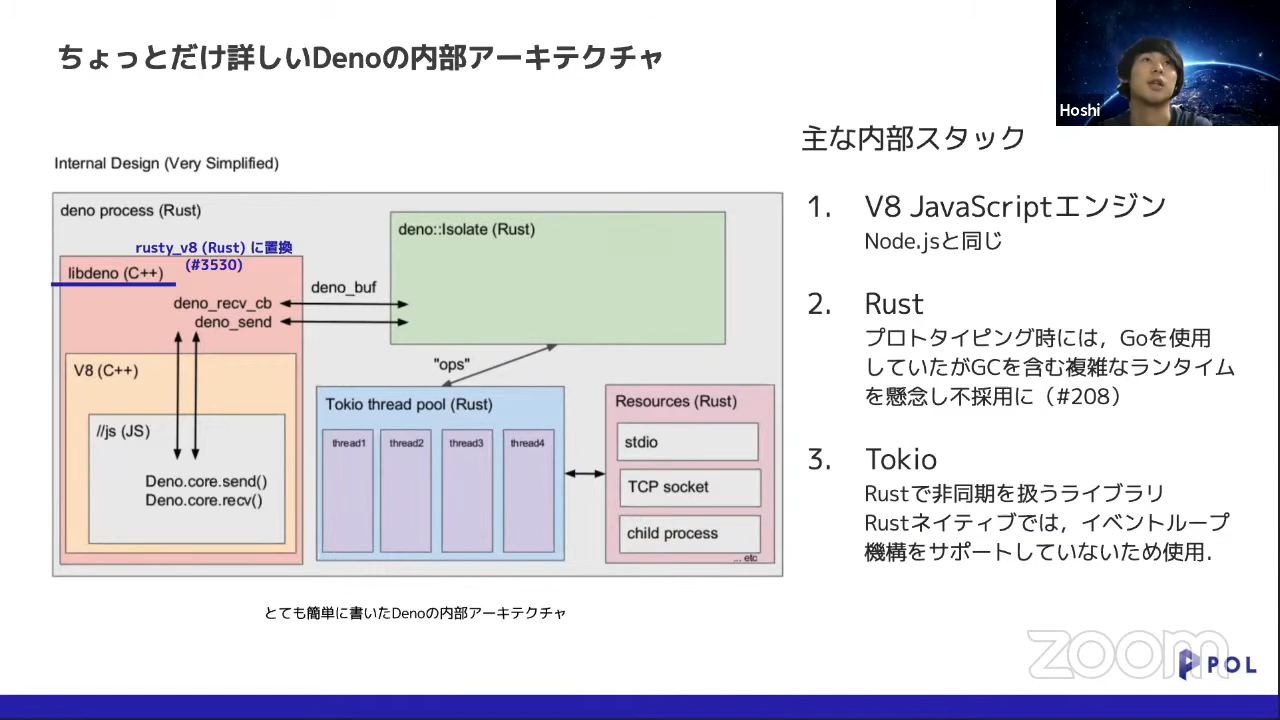 ちょっとだけ詳しいDenoの内部アーキテクチャ
Hoshi
Internal Design (Very Simplified)
deno process (Rust)
rusty_v8 (Rust) に置換
(#3530)
libdeno (C++)
deno_recv_cb
deno_send
deno_buf
deno::Isolate (Rust)
"ops"
V8 (C++)
//js (JS)
Deno.core.send()
Deno.core.recv()
Tokio thread pool (Rust)
thread1
thread2
thread3
thread4
Resources (Rust)
stdio
TCP socket
child process
... etc
とても簡単に書いたDenoの内部アーキテクチャ
主な内部スタック
1. V8 JavaScriptエンジン
Node.jsと同じ
2. Rust
プロトタイピング時には，Goを使用
していたがGCを含む複雑なランタイム
を懸念し不採用に（#208）
3. Tokio
Rustで非同期を扱うライブラリ
Rustネイティブでは，イベントループ
機構をサポートしていないため使用．
zoom
POL